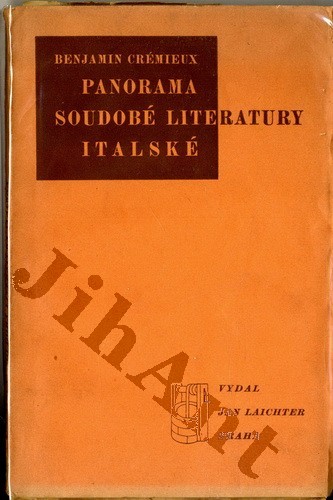 BENJAMIN CRÉMIEUX
PANORAMA
SOUDOBÉ LITERATURY
ITALSKÉ
JihAnt
VYDAL
JAN LAICHTER
PRAHA